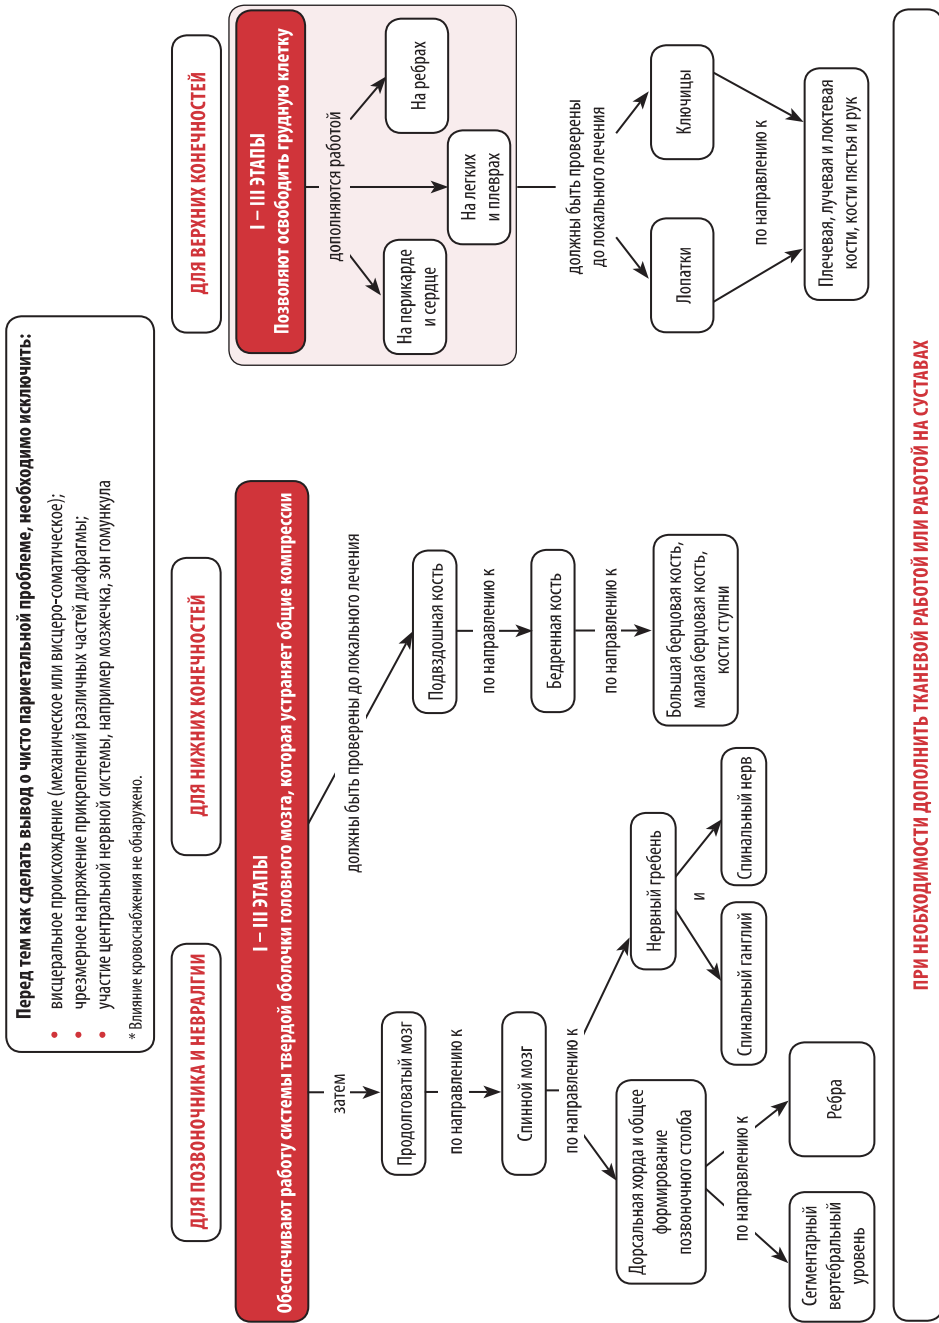 Перед тем как сделать вывод о чисто париетальной проблеме, необходимо исключить:
• висцеральное происхождение (механическое или висцеро-соматическое);
• чрезмерное напряжение прикреплений различных частей диафрагмы;
• участие центральной нервной системы, например мозжечка, зон гомункула
* Влияние кровоснабжения не обнаружено.
ДЛЯ ПОЗВОНОЧНИКА И НЕВРАЛГИИ
ДЛЯ НИЖНИХ КОНЕЧНОСТЕЙ
ДЛЯ ВЕРХНИХ КОНЕЧНОСТЕЙ
I – III ЭТАПЫ
Обеспечивают работу системы твердой оболочки головного мозга, которая устраняет общие компрессии
затем
Продолговатый мозг
по направлению к
Спинной мозг
по направлению к
Дорсальная хорда и общее
формирование
позвоночного столба
по направлению к
Сегментарный
вертебральный
уровень
Ребра
Нервный гребень
и
Спинальный ганглий
Спинальный нерв
должны быть проверены до локального лечения
Подвздошная кость
по направлению к
Бедренная кость
по направлению к
Большая берцовая кость,
малая берцовая кость,
кости ступни
I – III ЭТАПЫ
Позволяют освободить грудную клетку
дополняются работой
На перикарде
и сердце
На легких
и плеврах
На ребрах
должны быть проверены
до локального лечения
Лопатки
Ключицы
по направлению к
Плечевая, лучевая и локтевая
кости, кости пястья и рук
ПРИ НЕОБХОДИМОСТИ ДОПОЛНИТЬ ТКАНЕВОЙ РАБОТОЙ ИЛИ РАБОТОЙ НА СУСТАВАХ